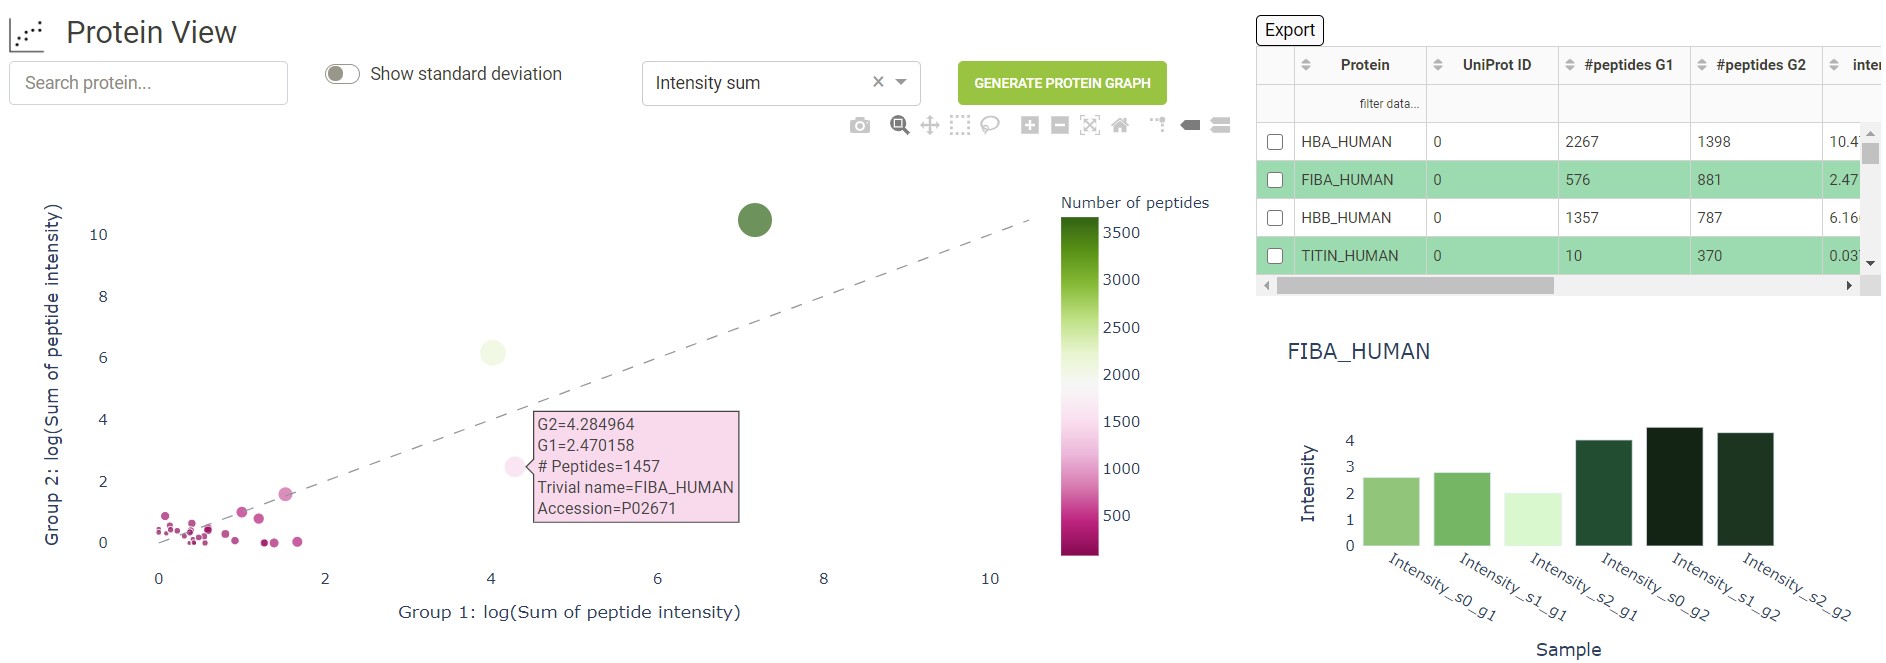 Protein View
Search protein...
Show standard deviation
Intensity sum
GENERATE PROTEIN GRAPH
Group 2: log(Sum of peptide intensity)
10
8
6
4
2
0
0 2 4 6 8 10
Group 1: log(Sum of peptide intensity)
G2=4.284964
G1=2.470158
# Peptides=1457
Trivial name=FIBA_HUMAN
Accession=P02671
Number of peptides
3500
3000
2500
2000
1500
1000
500
Export
Protein UniProt ID #peptides G1 #peptides G2
filter data...
HBA_HUMAN 0 2267 1398 10.4
FIBA_HUMAN 0 576 881 2.47
HBB_HUMAN 0 1357 787 6.16
TITIN_HUMAN 0 10 370 0.03
FIBA_HUMAN
Intensity
4
3
2
1
0
Intensity_s0_g1
Intensity_s1_g1
Intensity_s2_g1
Intensity_s0_g2
Intensity_s1_g2
Intensity_s2_g2
Sample